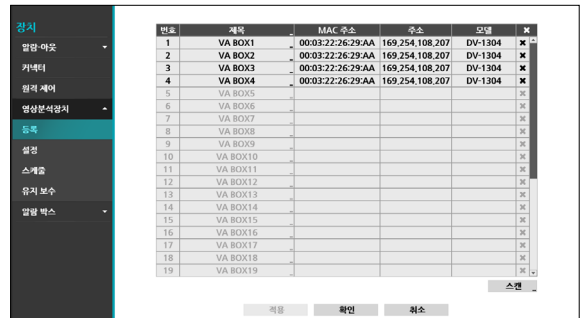 장치
알람-아웃
커넥터
원격 제어
영상분석장치
등록
설정
스케줄
유지 보수
알람 박스
번호 제목 MAC 주소 주소 모델
1 VA BOX1 00:03:22:26:29:AA 169,254,108,207 DV-1304
2 VA BOX2 00:03:22:26:29:AA 169,254,108,207 DV-1304
3 VA BOX3 00:03:22:26:29:AA 169,254,108,207 DV-1304
4 VA BOX4 00:03:22:26:29:AA 169,254,108,207 DV-1304
5 VA BOX5
6 VA BOX6
7 VA BOX7
8 VA BOX8
9 VA BOX9
10 VA BOX10
11 VA BOX11
12 VA BOX12
13 VA BOX13
14 VA BOX14
15 VA BOX15
16 VA BOX16
17 VA BOX17
18 VA BOX18
19 VA BOX19
스캔
적용 확인 취소